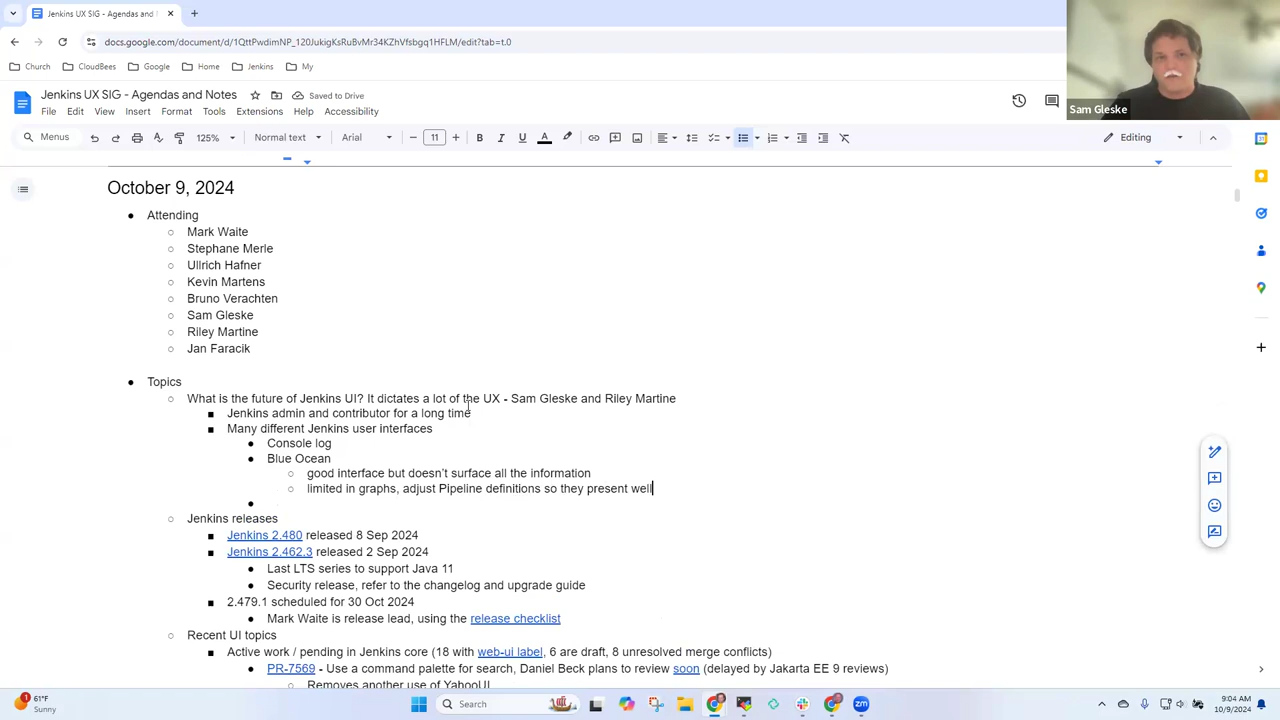 Jenkins UX SIG - Agendas and
docs.google.com/document/d/1QttPwdimNP_120JukigKsRuBvMr34KZhVfsbgq1HFLM/edit?tab=t.0
Church
CloudBees
Google
Home
Jenkins
My
Jenkins UX SIG - Agendas and Notes
Saved to Drive
File Edit View Insert Format Tools Extensions Help Accessibility
Sam Gleske
Menus
125%
Normal text
Arial
11
Editing
October 9, 2024
Attending
Mark Waite
Stephane Merle
Ullrich Hafner
Kevin Martens
Bruno Verachten
Sam Gleske
Riley Martine
Jan Faracik
Topics
What is the future of Jenkins UI? It dictates a lot of the UX - Sam Gleske and Riley Martine
Jenkins admin and contributor for a long time
Many different Jenkins user interfaces
Console log
Blue Ocean
good interface but doesn't surface all the information
limited in graphs, adjust Pipeline definitions so they present well
Jenkins releases
Jenkins 2.480 released 8 Sep 2024
Jenkins 2.462.3 released 2 Sep 2024
Last LTS series to support Java 11
Security release, refer to the changelog and upgrade guide
2.479.1 scheduled for 30 Oct 2024
Mark Waite is release lead, using the release checklist
Recent UI topics
Active work / pending in Jenkins core (18 with web-ui label, 6 are draft, 8 unresolved merge conflicts)
PR-7569 - Use a command palette for search, Daniel Beck plans to review soon (delayed by Jakarta EE 9 reviews)
Removes another use of YahooUI
61°F
Sunny
Search
9:04 AM
10/9/2024